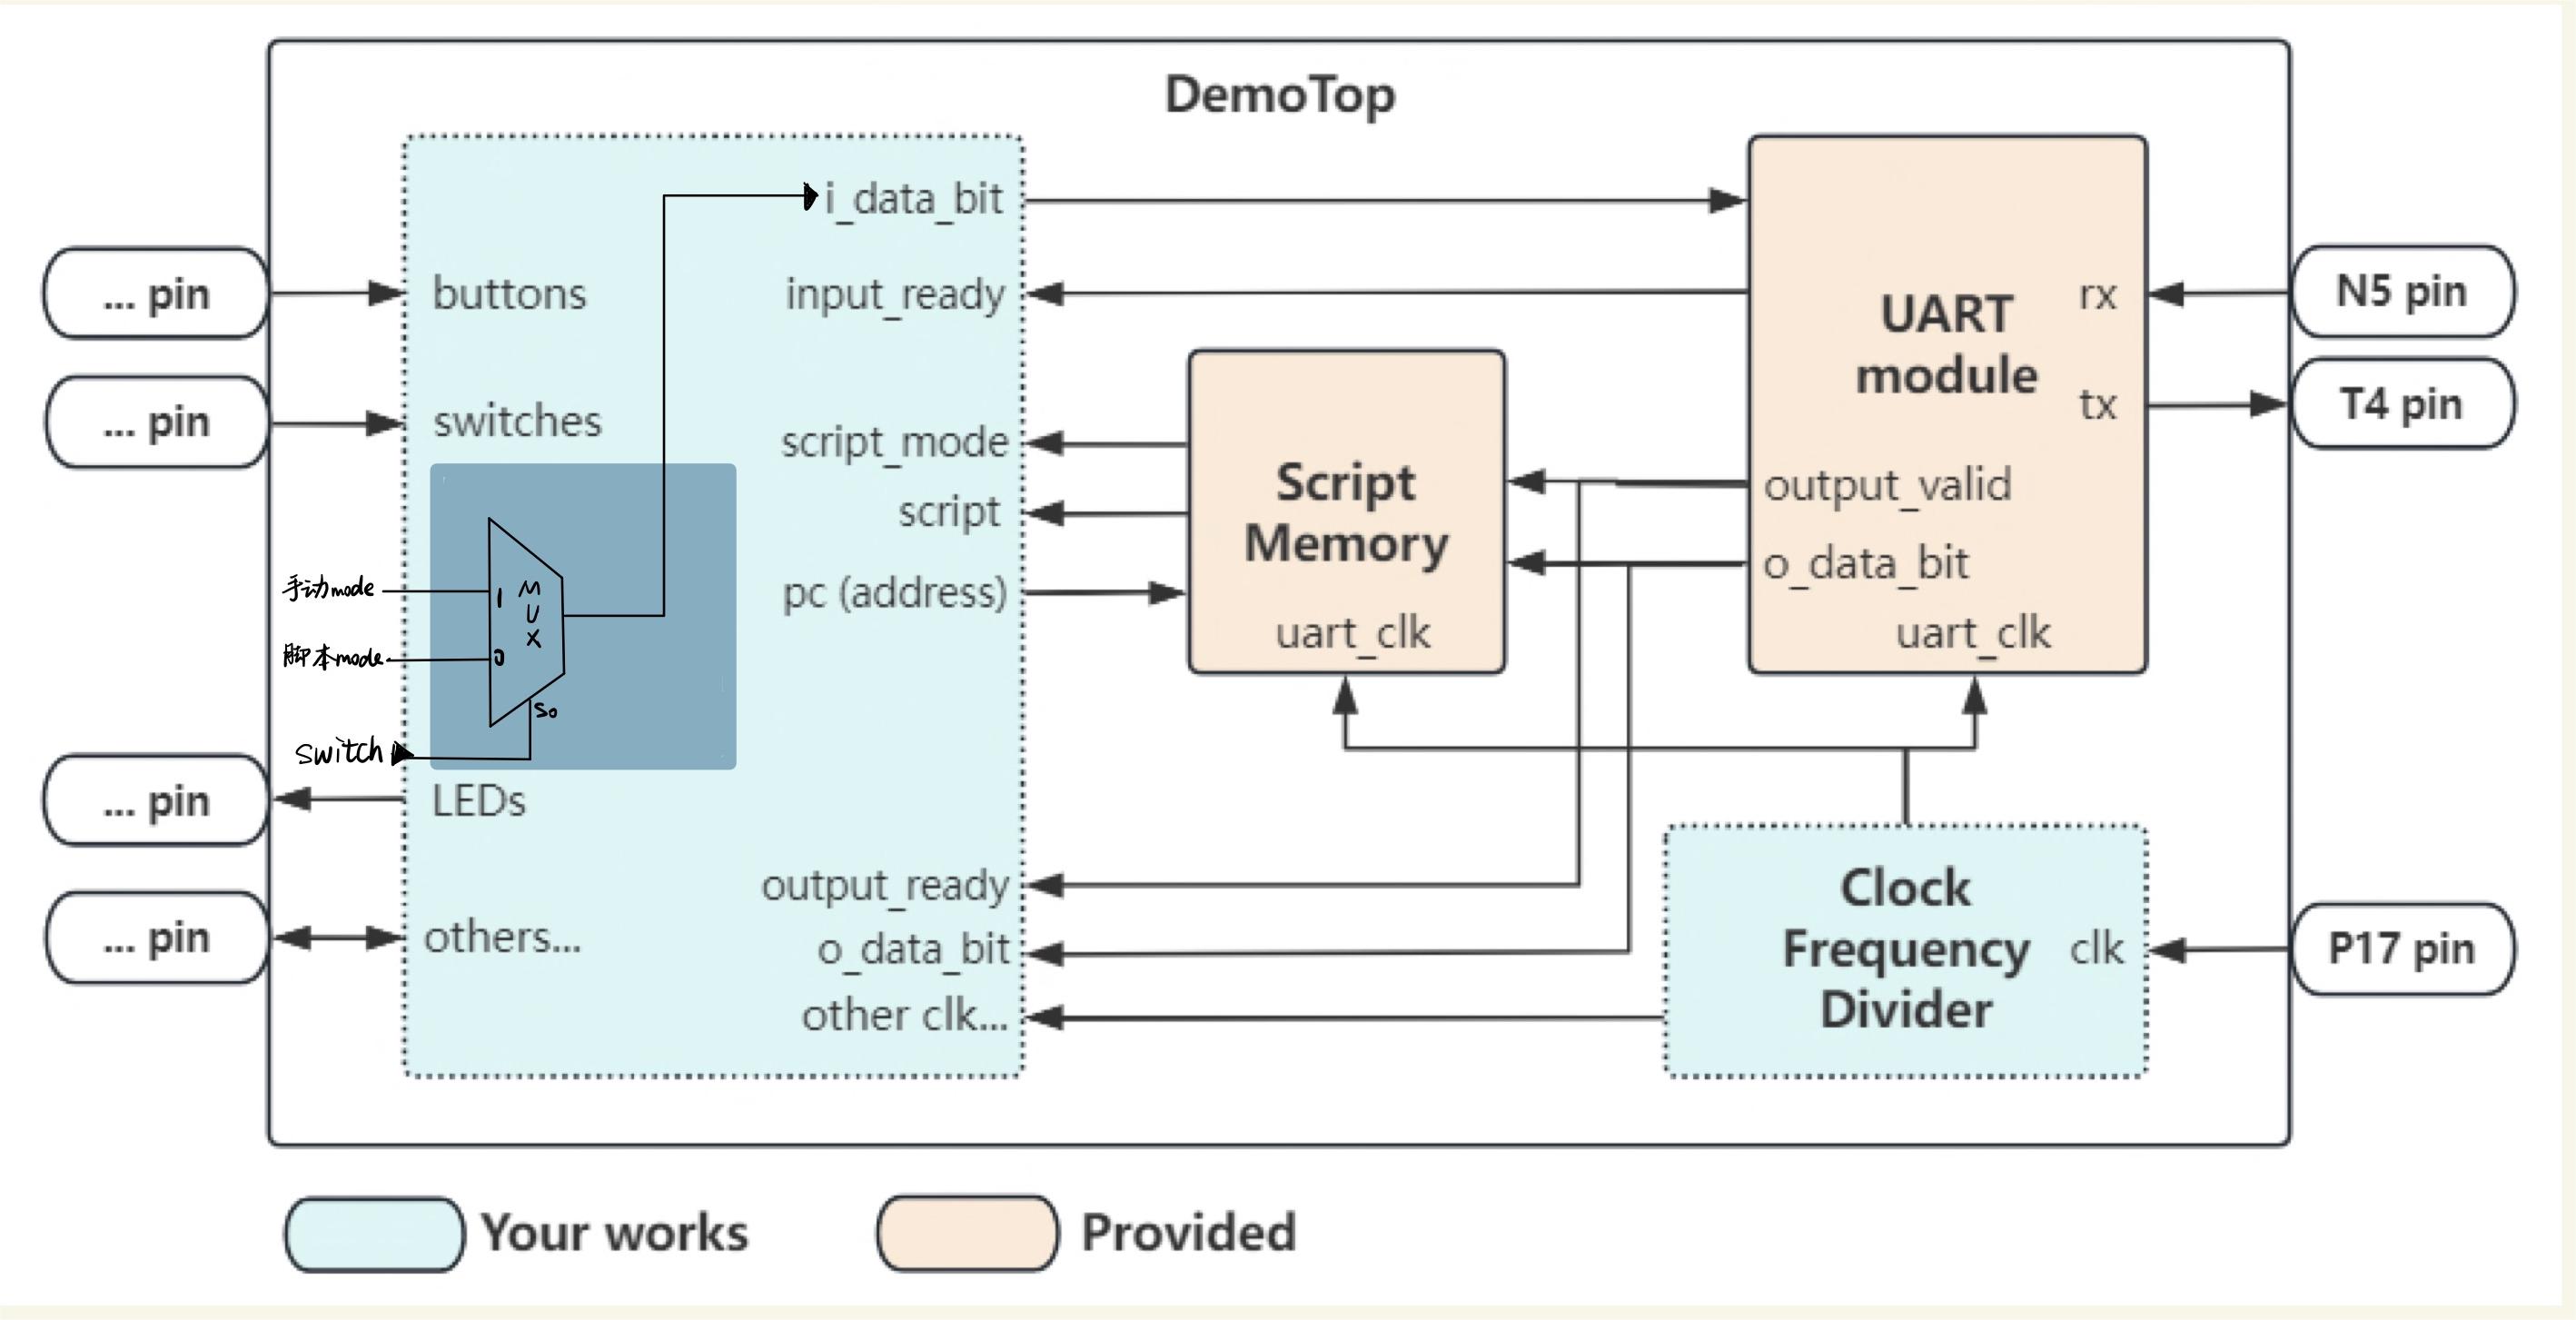 DemoTop
i_data_bit
... pin
buttons
input_ready
UART
module
rx
N5 pin
... pin
switches
script_mode
script
pc (address)
Script
Memory
uart_clk
tx
T4 pin
output_valid
o_data_bit
uart_clk
手动mode
脚本mode
1
0
M
U
X
S0
switch
... pin
LEDs
... pin
others...
output_ready
o_data_bit
other clk...
Clock
Frequency
Divider
clk
P17 pin
Your works
Provided